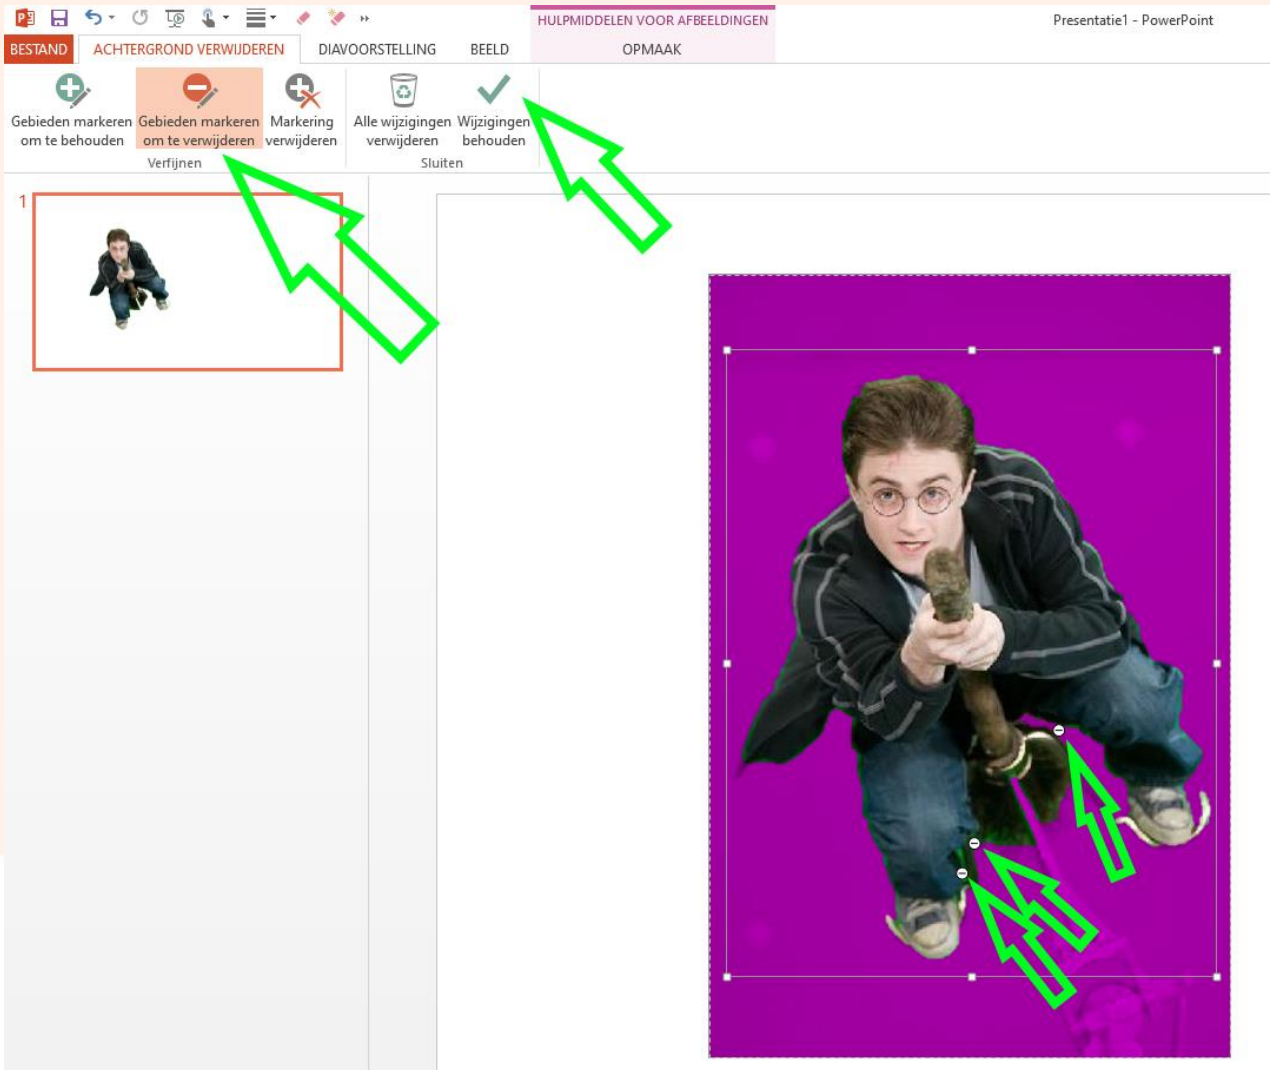 Presentatie1 - PowerPoint
HULPMIDDELEN VOOR AFBEELDINGEN
BESTAND ACHTERGROND VERWIJDEREN DIAVOORSTELLING BEELD OPMAAK
Gebieden markeren Gebieden markeren Markering Alle wijzigingen Wijzigingen
om te behouden om te verwijderen verwijderen verwijderen behouden
Verfijnen Sluiten
1